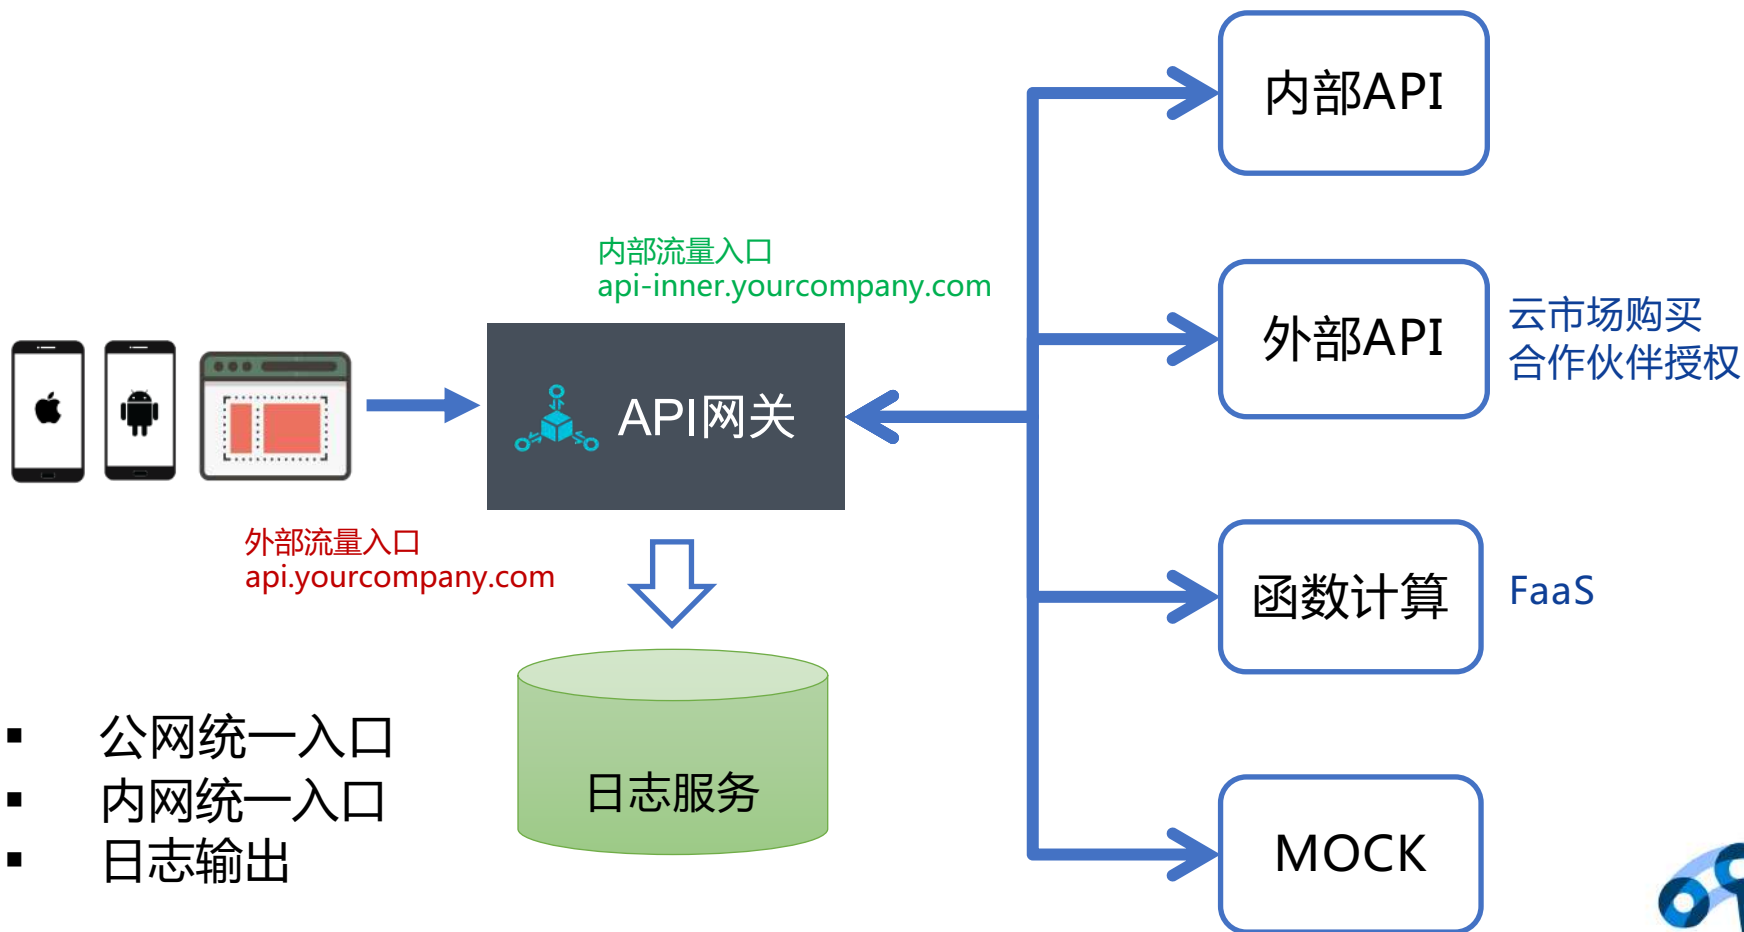 内部API
内部流量入口
api-inner.yourcompany.com
外部API
云市场购买
合作伙伴授权
API网关
外部流量入口
api.yourcompany.com
函数计算
FaaS
公网统一入口
内网统一入口
日志输出
日志服务
MOCK